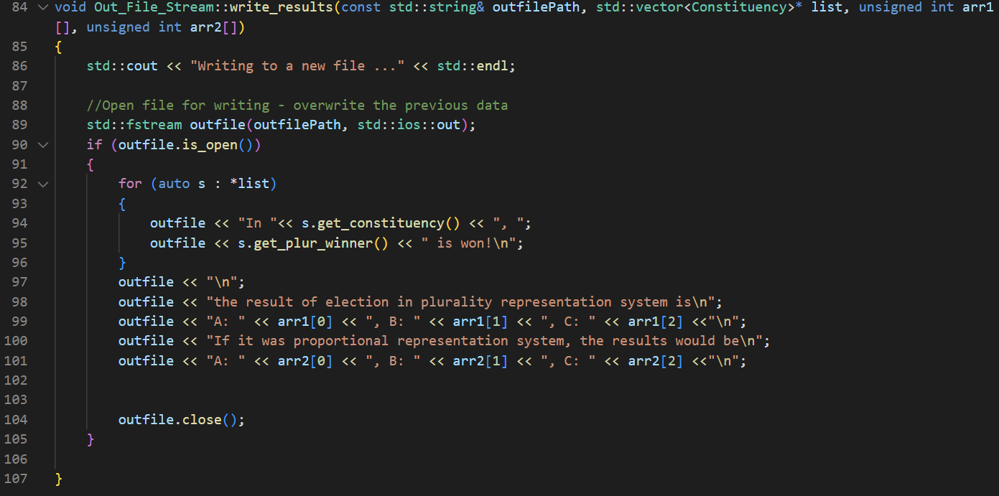 84 void Out_File_Stream::write_results(const std::string& outfilePath, std::vector<Constituency>* list, unsigned int arr1
[], unsigned int arr2[])
85 {
86     std::cout << "Writing to a new file ..." << std::endl;
87
88     //Open file for writing - overwrite the previous data
89     std::fstream outfile(outfilePath, std::ios::out);
90     if (outfile.is_open())
91     {
92         for (auto s : *list)
93         {
94             outfile << "In "<< s.get_constituency() << ", ";
95             outfile << s.get_plur_winner() << " is won!\n";
96         }
97         outfile << "\n";
98         outfile << "the result of election in plurality representation system is\n";
99         outfile << "A: " << arr1[0] << ", B: " << arr1[1] << ", C: " << arr1[2] <<"\n";
100         outfile << "If it was proportional representation system, the results would be\n";
101         outfile << "A: " << arr2[0] << ", B: " << arr2[1] << ", C: " << arr2[2] <<"\n";
102
103
104         outfile.close();
105     }
106
107 }